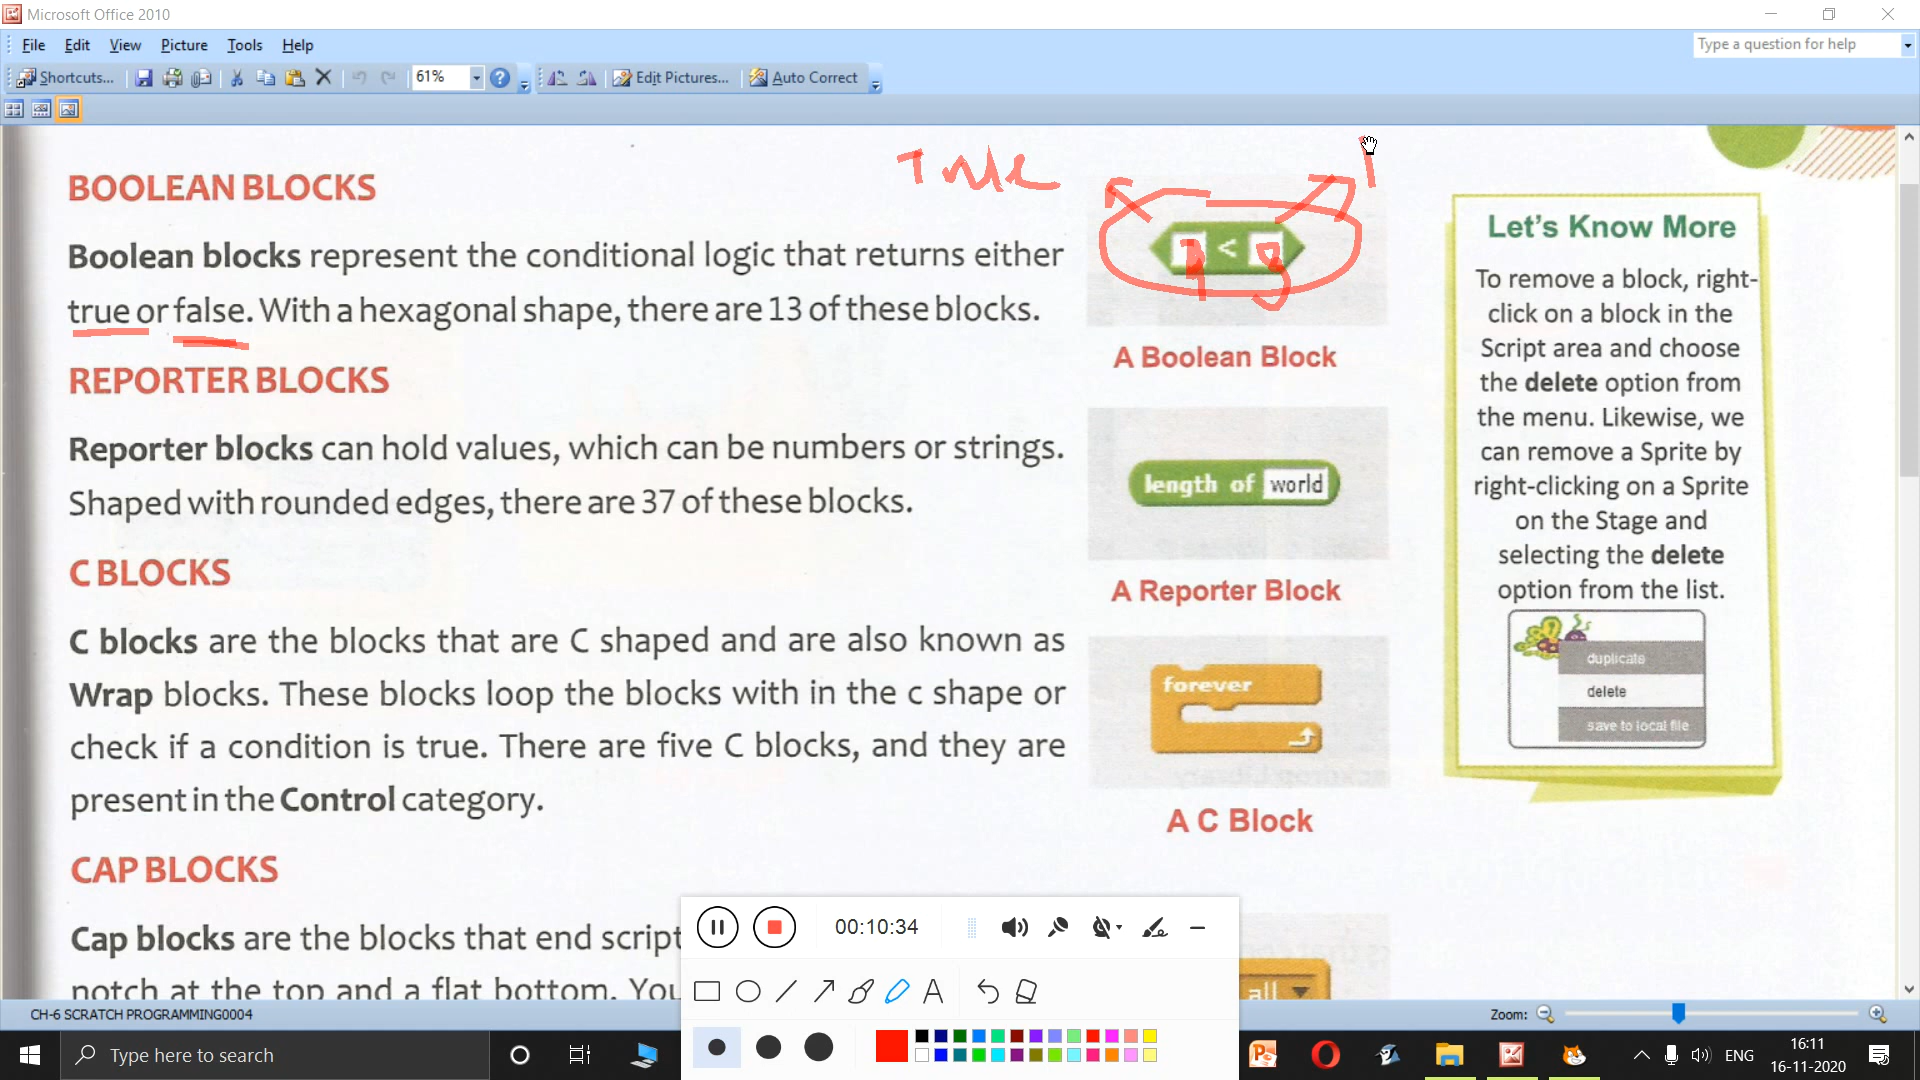 Microsoft Office 2010
File Edit View Picture Tools Help
Type a question for help
Shortcuts... 61% Edit Pictures... Auto Correct
True
BOOLEAN BLOCKS
Boolean blocks represent the conditional logic that returns either
true or false. With a hexagonal shape, there are 13 of these blocks.
<
A Boolean Block
REPORTER BLOCKS
Reporter blocks can hold values, which can be numbers or strings.
Shaped with rounded edges, there are 37 of these blocks.
length of world
A Reporter Block
C BLOCKS
C blocks are the blocks that are C shaped and are also known as
Wrap blocks. These blocks loop the blocks with in the c shape or
check if a condition is true. There are five C blocks, and they are
present in the Control category.
forever
A C Block
CAP BLOCKS
Cap blocks are the blocks that end script
notch at the top and a flat bottom. You
all
Let's Know More
To remove a block, right-
click on a block in the
Script area and choose
the delete option from
the menu. Likewise, we
can remove a Sprite by
right-clicking on a Sprite
on the Stage and
selecting the delete
option from the list.
duplicate
delete
save to local file
00:10:34
A
CH-6 SCRATCH PROGRAMMING0004
Zoom:
Type here to search
ENG
16:11
16-11-2020